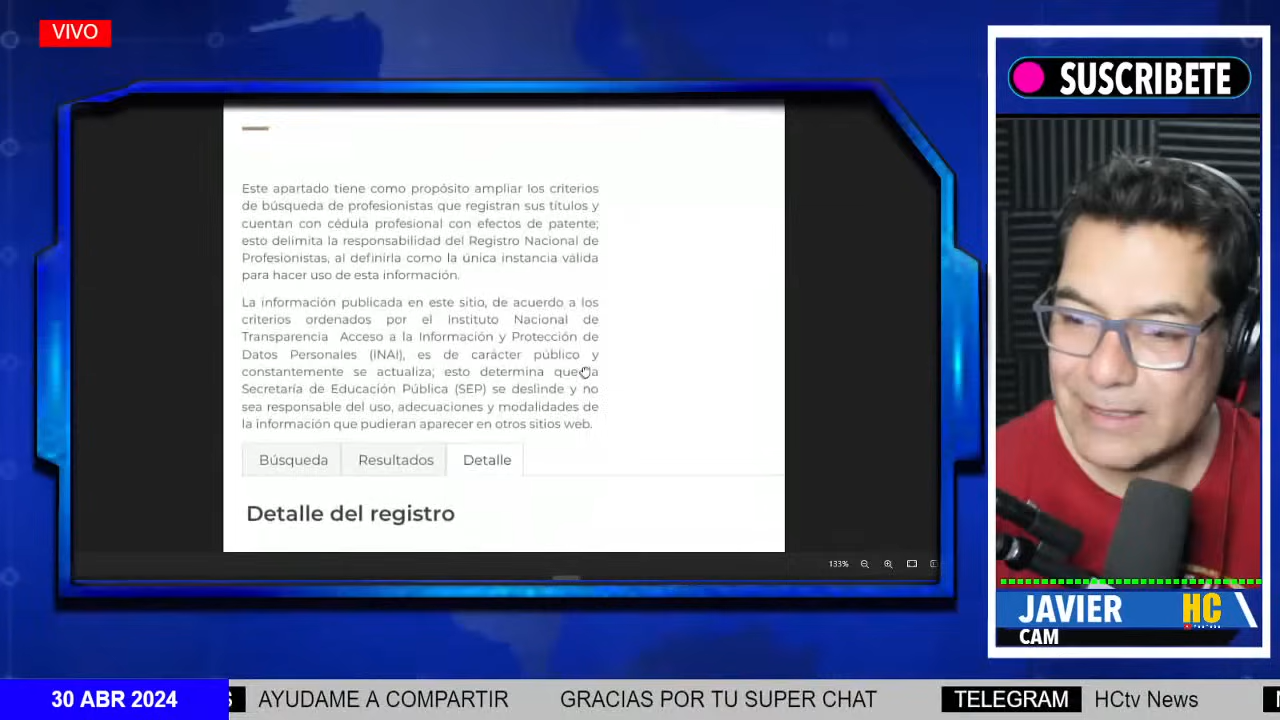 VIVO
SUSCRIBETE
Este apartado tiene como propósito ampliar los criterios
de búsqueda de profesionistas que registran sus títulos y
cuentan con cédula profesional con efectos de patente;
esto delimita la responsabilidad del Registro Nacional de
Profesionistas, al definirla como la única instancia válida
para hacer uso de esta información.
La información publicada en este sitio, de acuerdo a los
criterios ordenados por el Instituto Nacional de
Transparencia Acceso a la Información y Protección de
Datos Personales (INAI), es de carácter público y
constantemente se actualiza; esto determina que la
Secretaría de Educación Pública (SEP) se deslinde y no
sea responsable del uso, adecuaciones y modalidades de
la información que pudieran aparecer en otros sitios web.
Búsqueda Resultados Detalle
Detalle del registro
133%
JAVIER HC
CAM
30 ABR 2024 S AYUDAME A COMPARTIR GRACIAS POR TU SUPER CHAT TELEGRAM HCtv News